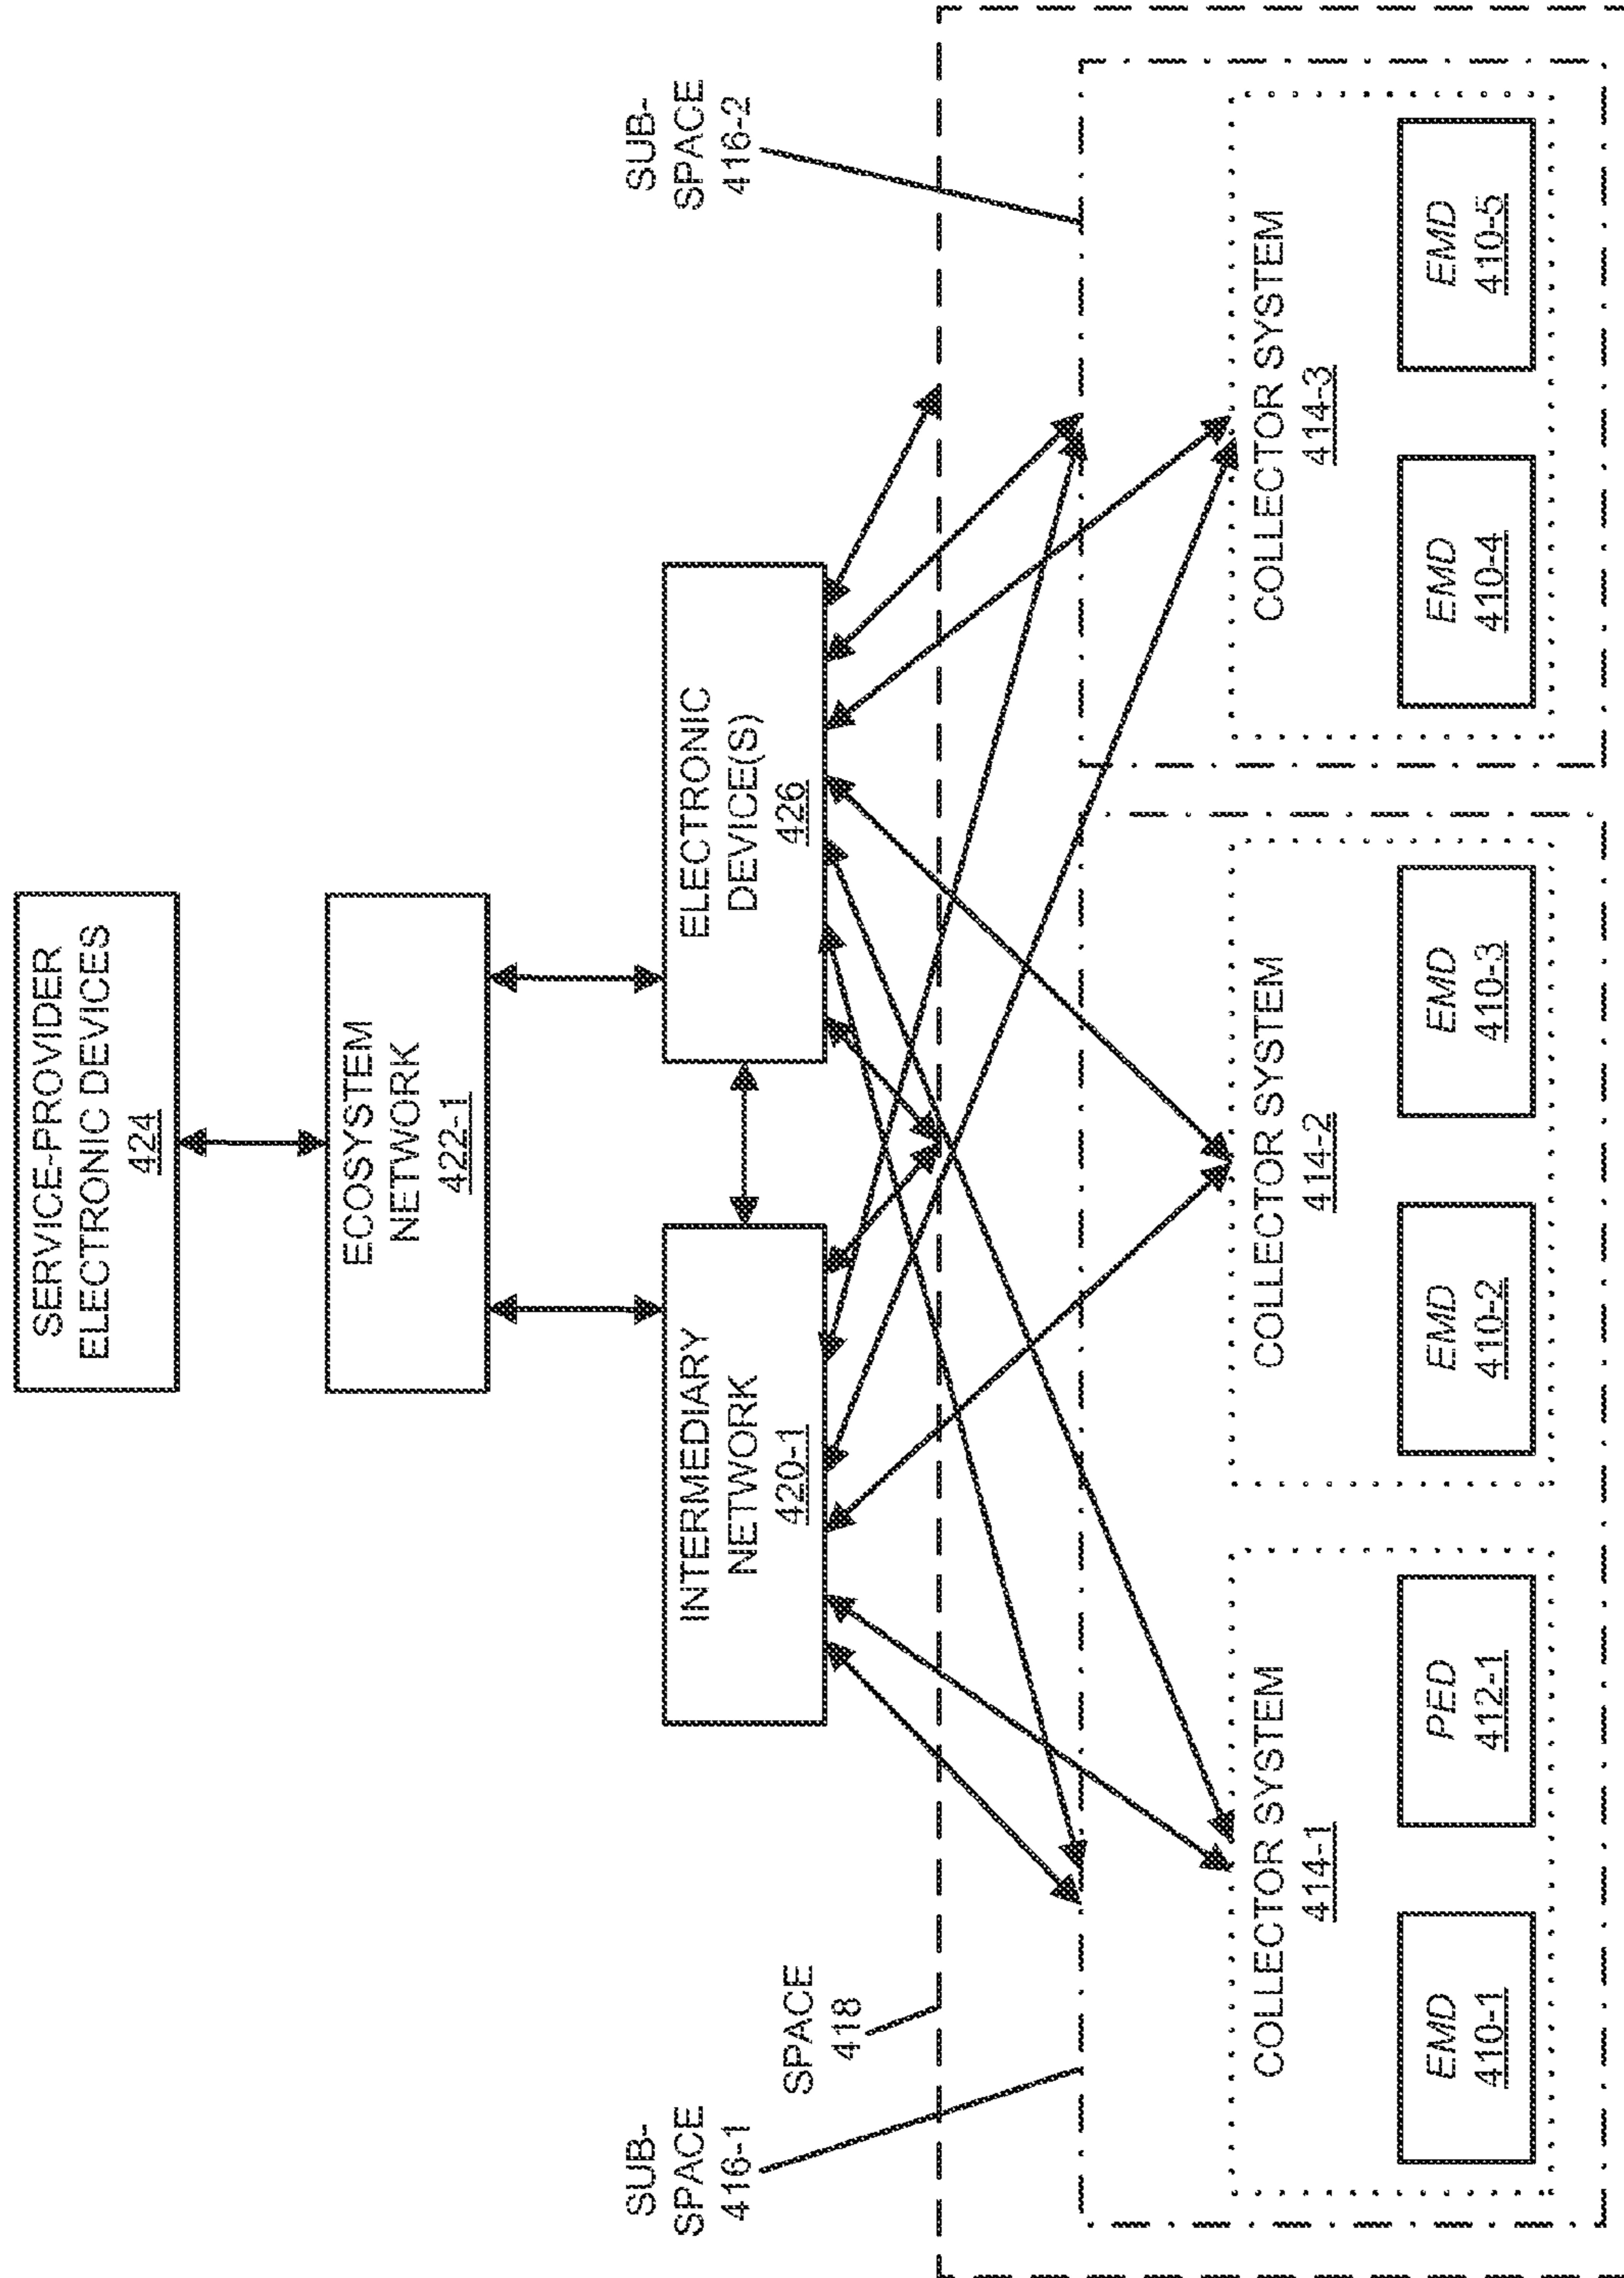 SERVICE-PROVIDER
ELECTRONIC DEVICES
424
ECOSYSTEM
NETWORK
422-1
INTERMEDIARY
NETWORK
420-1
ELECTRONIC
DEVICE(S)
426
SUB-
SPACE
416-1
SPACE
418
SUB-
SPACE
416-2
COLLECTOR SYSTEM
414-1
EMD
410-1
PED
412-1
COLLECTOR SYSTEM
414-2
EMD
410-2
EMD
410-3
COLLECTOR SYSTEM
414-3
EMD
410-4
EMD
410-5